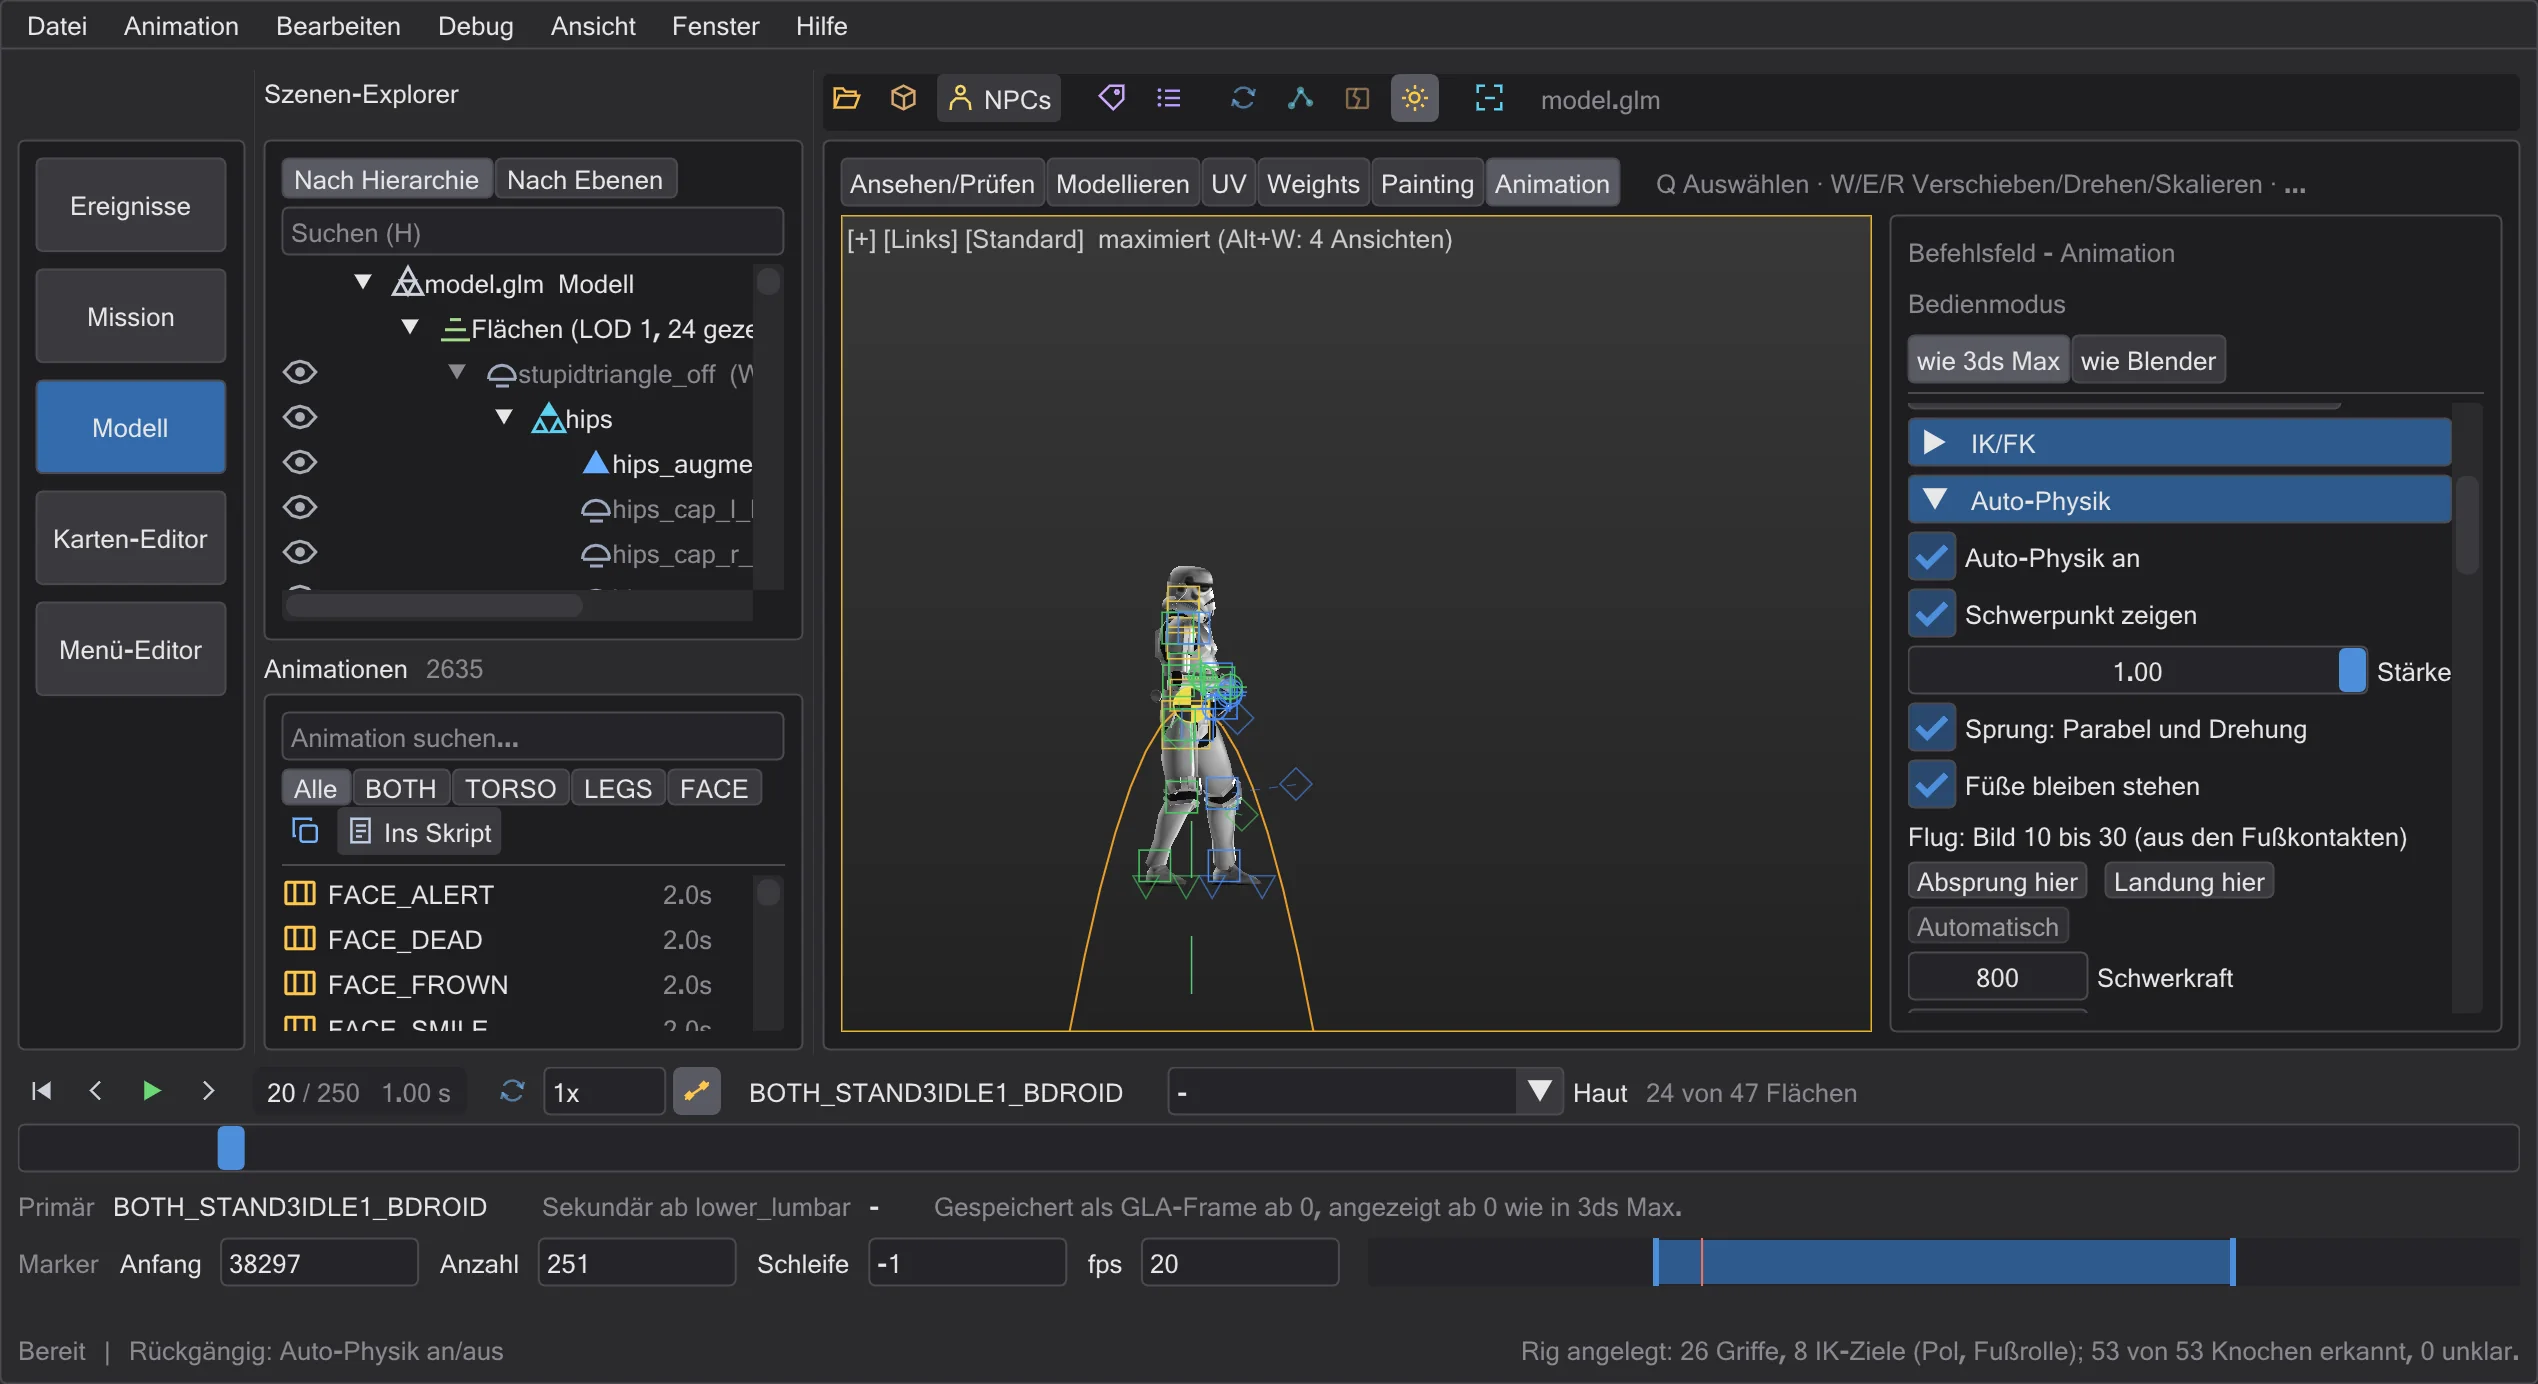 Datei Animation Bearbeiten Debug Ansicht Fenster Hilfe
Szenen-Explorer
NPCs model.glm
Ereignisse
Mission
Modell
Karten-Editor
Menü-Editor
Nach Hierarchie Nach Ebenen
Suchen (H)
model.glm Modell
Flächen (LOD 1, 24 geze
stupidtriangle_off (W
hips
hips_augme
hips_cap_l_
hips_cap_r_
Animationen 2635
Animation suchen...
Alle BOTH TORSO LEGS FACE
Ins Skript
FACE_ALERT 2.0s
FACE_DEAD 2.0s
FACE_FROWN 2.0s
FACE_SMILE 2.0s
Ansehen/Prüfen Modellieren UV Weights Painting Animation Q Auswählen · W/E/R Verschieben/Drehen/Skalieren · ...
[+] [Links] [Standard] maximiert (Alt+W: 4 Ansichten)
Befehlsfeld - Animation
Bedienmodus
wie 3ds Max wie Blender
IK/FK
Auto-Physik
Auto-Physik an
Schwerpunkt zeigen
1.00 Stärke
Sprung: Parabel und Drehung
Füße bleiben stehen
Flug: Bild 10 bis 30 (aus den Fußkontakten)
Absprung hier Landung hier
Automatisch
800 Schwerkraft
20 / 250 1.00 s 1x BOTH_STAND3IDLE1_BDROID - Haut 24 von 47 Flächen
Primär BOTH_STAND3IDLE1_BDROID Sekundär ab lower_lumbar - Gespeichert als GLA-Frame ab 0, angezeigt ab 0 wie in 3ds Max.
Marker Anfang 38297 Anzahl 251 Schleife -1 fps 20
Bereit | Rückgängig: Auto-Physik an/aus Rig angelegt: 26 Griffe, 8 IK-Ziele (Pol, Fußrolle); 53 von 53 Knochen erkannt, 0 unklar.